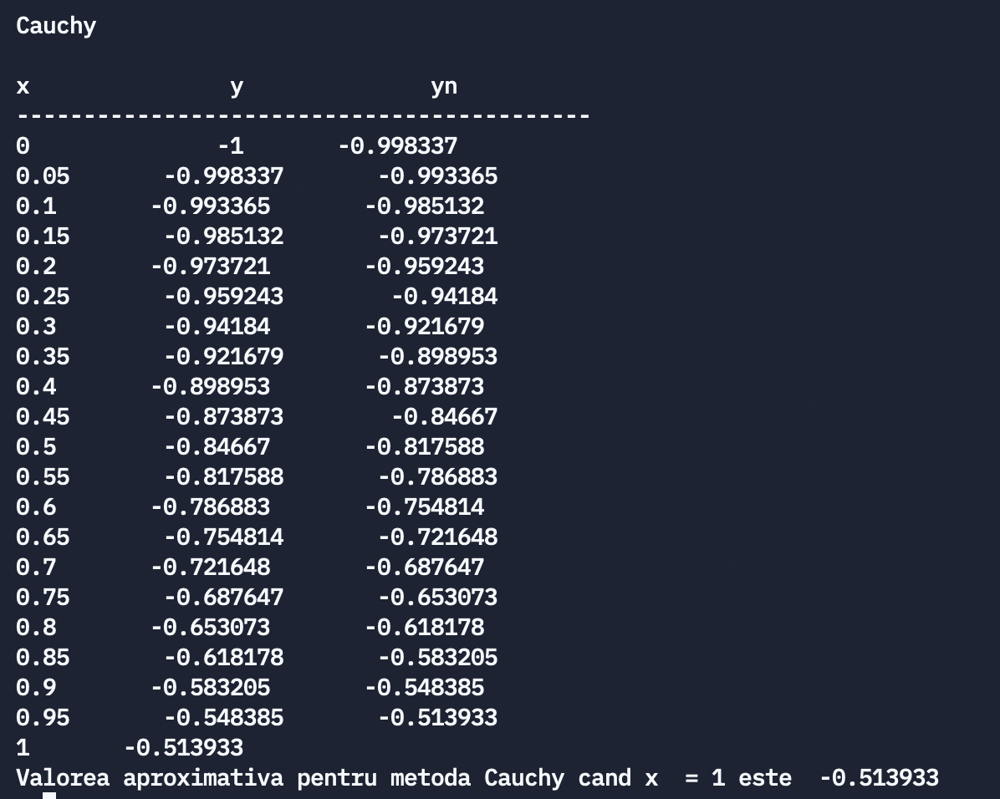 Cauchy
x y yn
-------------------------------------------
0 -1 -0.998337
0.05 -0.998337 -0.993365
0.1 -0.993365 -0.985132
0.15 -0.985132 -0.973721
0.2 -0.973721 -0.959243
0.25 -0.959243 -0.94184
0.3 -0.94184 -0.921679
0.35 -0.921679 -0.898953
0.4 -0.898953 -0.873873
0.45 -0.873873 -0.84667
0.5 -0.84667 -0.817588
0.55 -0.817588 -0.786883
0.6 -0.786883 -0.754814
0.65 -0.754814 -0.721648
0.7 -0.721648 -0.687647
0.75 -0.687647 -0.653073
0.8 -0.653073 -0.618178
0.85 -0.618178 -0.583205
0.9 -0.583205 -0.548385
0.95 -0.548385 -0.513933
1 -0.513933
Valorea aproximativa pentru metoda Cauchy cand x  = 1 este  -0.513933